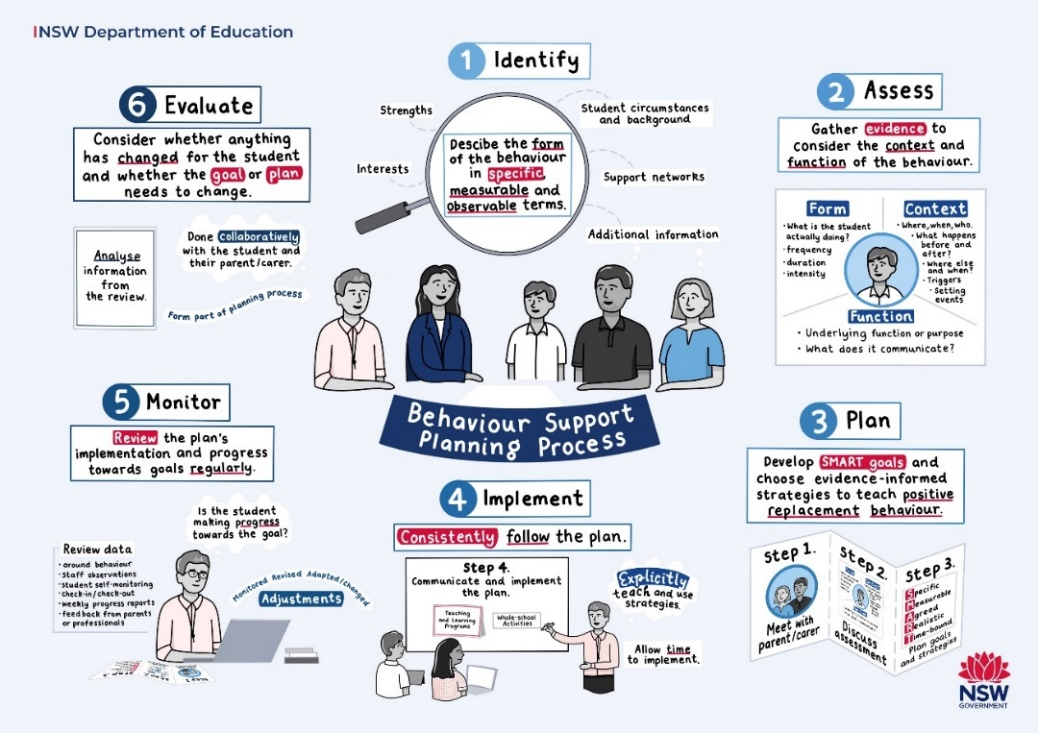 NSW Department of Education
1 Identify
Strengths
Interests
Descibe the form
of the behaviour
in specific,
measurable and
observable terms.
Student circumstances
and background
Support networks
Additional information
2 Assess
Gather evidence to
consider the context and
function of the behaviour.
Form
•What is the student
actually doing?
•frequency
•duration
•intensity
Context
•Where, when, who.
•What happens
before and
after?
•Where else
and when?
•Triggers
•Setting
events
Function
• Underlying function or purpose
• What does it communicate?
3 Plan
Develop SMART goals and
choose evidence-informed
strategies to teach positive
replacement behaviour.
Step 1.
Meet with
parent/carer
Step 2.
Discuss
assessment
Step 3.
Specific
Measurable
Agreed
Realistic
Time-bound
Plan goals
and strategies
Behaviour Support
Planning Process
4 Implement
Consistently follow the plan.
Step 4.
Communicate and implement
the plan.
Teaching
and Learning
Programs
Whole-school
Activities
Explicitly
teach and use
strategies.
Allow time
to implement.
5 Monitor
Review the plan's
implementation and progress
towards goals regularly.
Is the student
making progress
towards the goal?
Review data
•around behaviour
•Staff observations
•Student self-monitoring
•check-in/check-out
•weekly progress reports
•feedback from parents
or professionals
Monitored Revised Adapted/changed
Adjustments
6 Evaluate
Consider whether anything
has changed for the student
and whether the goal or plan
needs to change.
Analyse
information
from the
review.
Done collaboratively
with the student and
their parent/carer.
Form part of planning process
NSW
GOVERNMENT